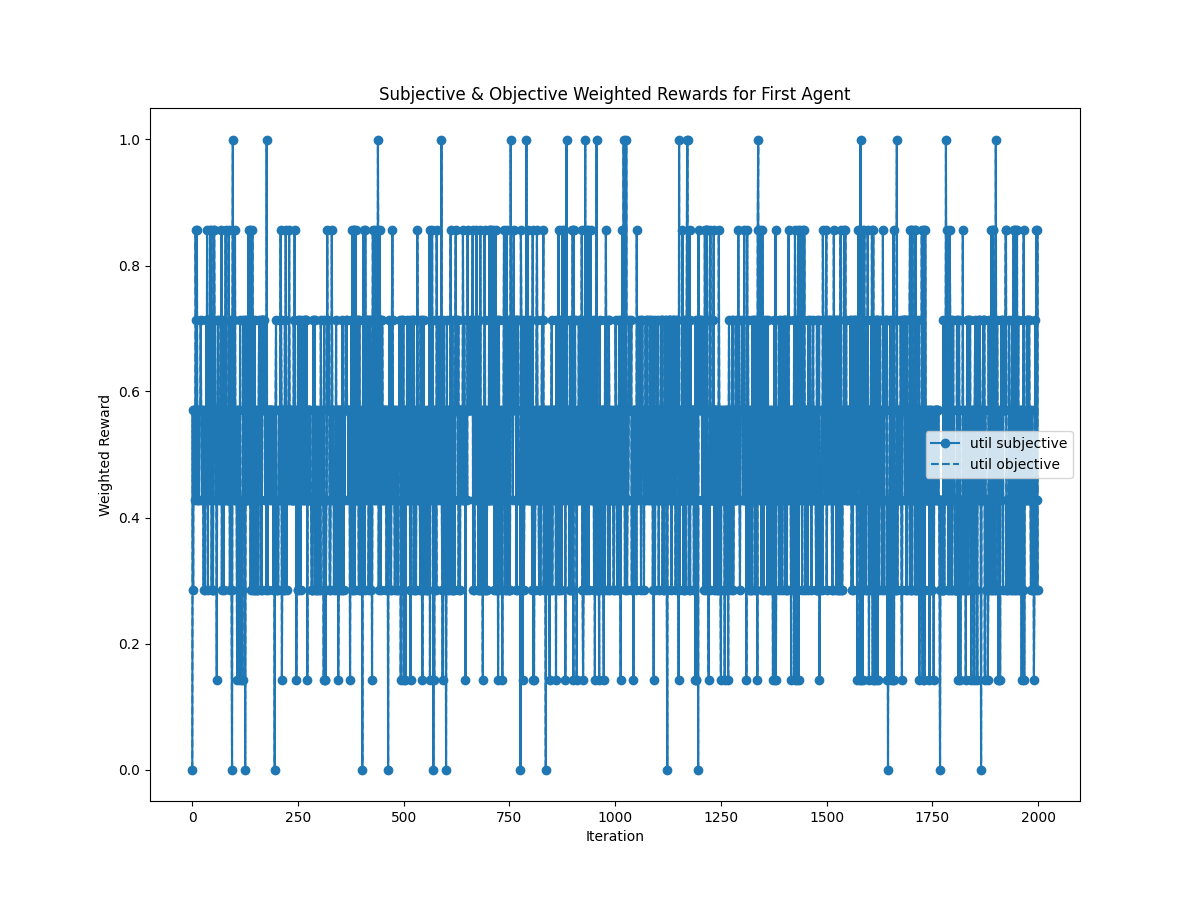 Subjective & Objective Weighted Rewards for First Agent
1.0
0.8
0.6
0.4
0.2
0.0
Weighted Reward
util subjective
util objective
0 250 500 750 1000 1250 1500 1750 2000
Iteration